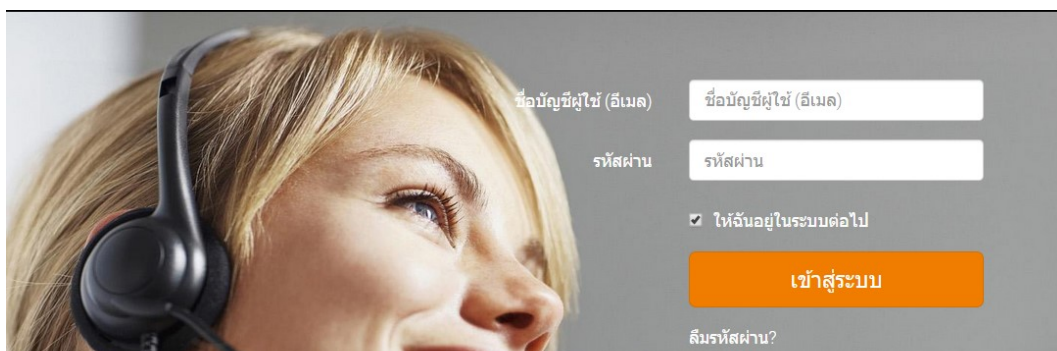 ชื่อบัญชีผู้ใช้ (อีเมล)
ชื่อบัญชีผู้ใช้ (อีเมล)
รหัสผ่าน
รหัสผ่าน
ให้ฉันอยู่ในระบบต่อไป
เข้าสู่ระบบ
ลืมรหัสผ่าน?